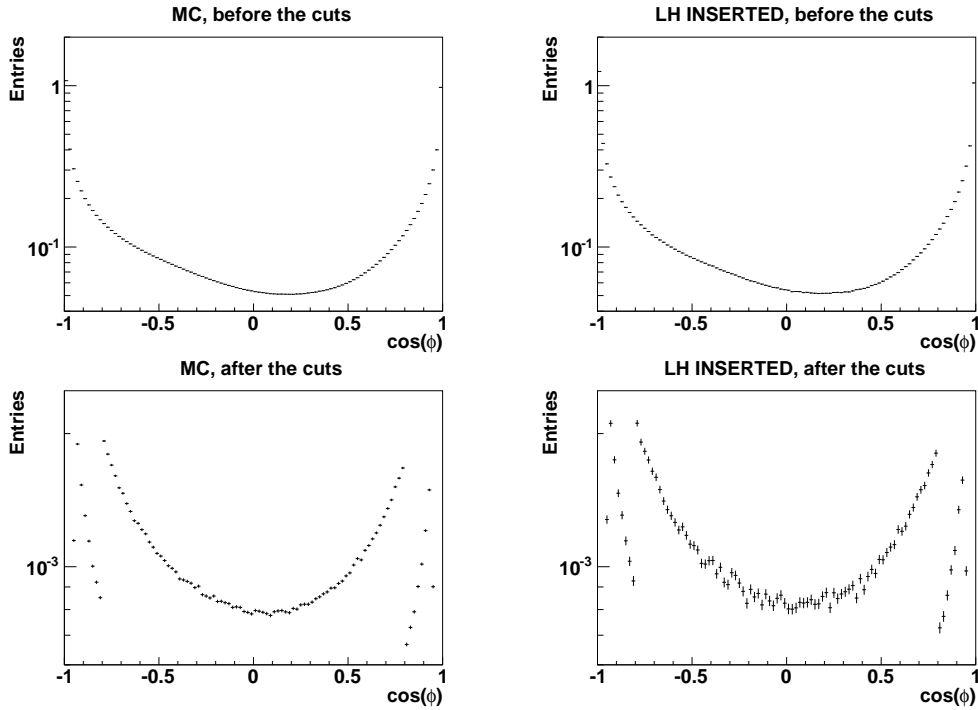 MC, before the cuts
Entries
1
10⁻¹
-1 -0.5 0 0.5 1
cos(ϕ)
LH INSERTED, before the cuts
Entries
1
10⁻¹
-1 -0.5 0 0.5 1
cos(ϕ)
MC, after the cuts
Entries
10⁻³
-1 -0.5 0 0.5 1
cos(ϕ)
LH INSERTED, after the cuts
Entries
10⁻³
-1 -0.5 0 0.5 1
cos(ϕ)